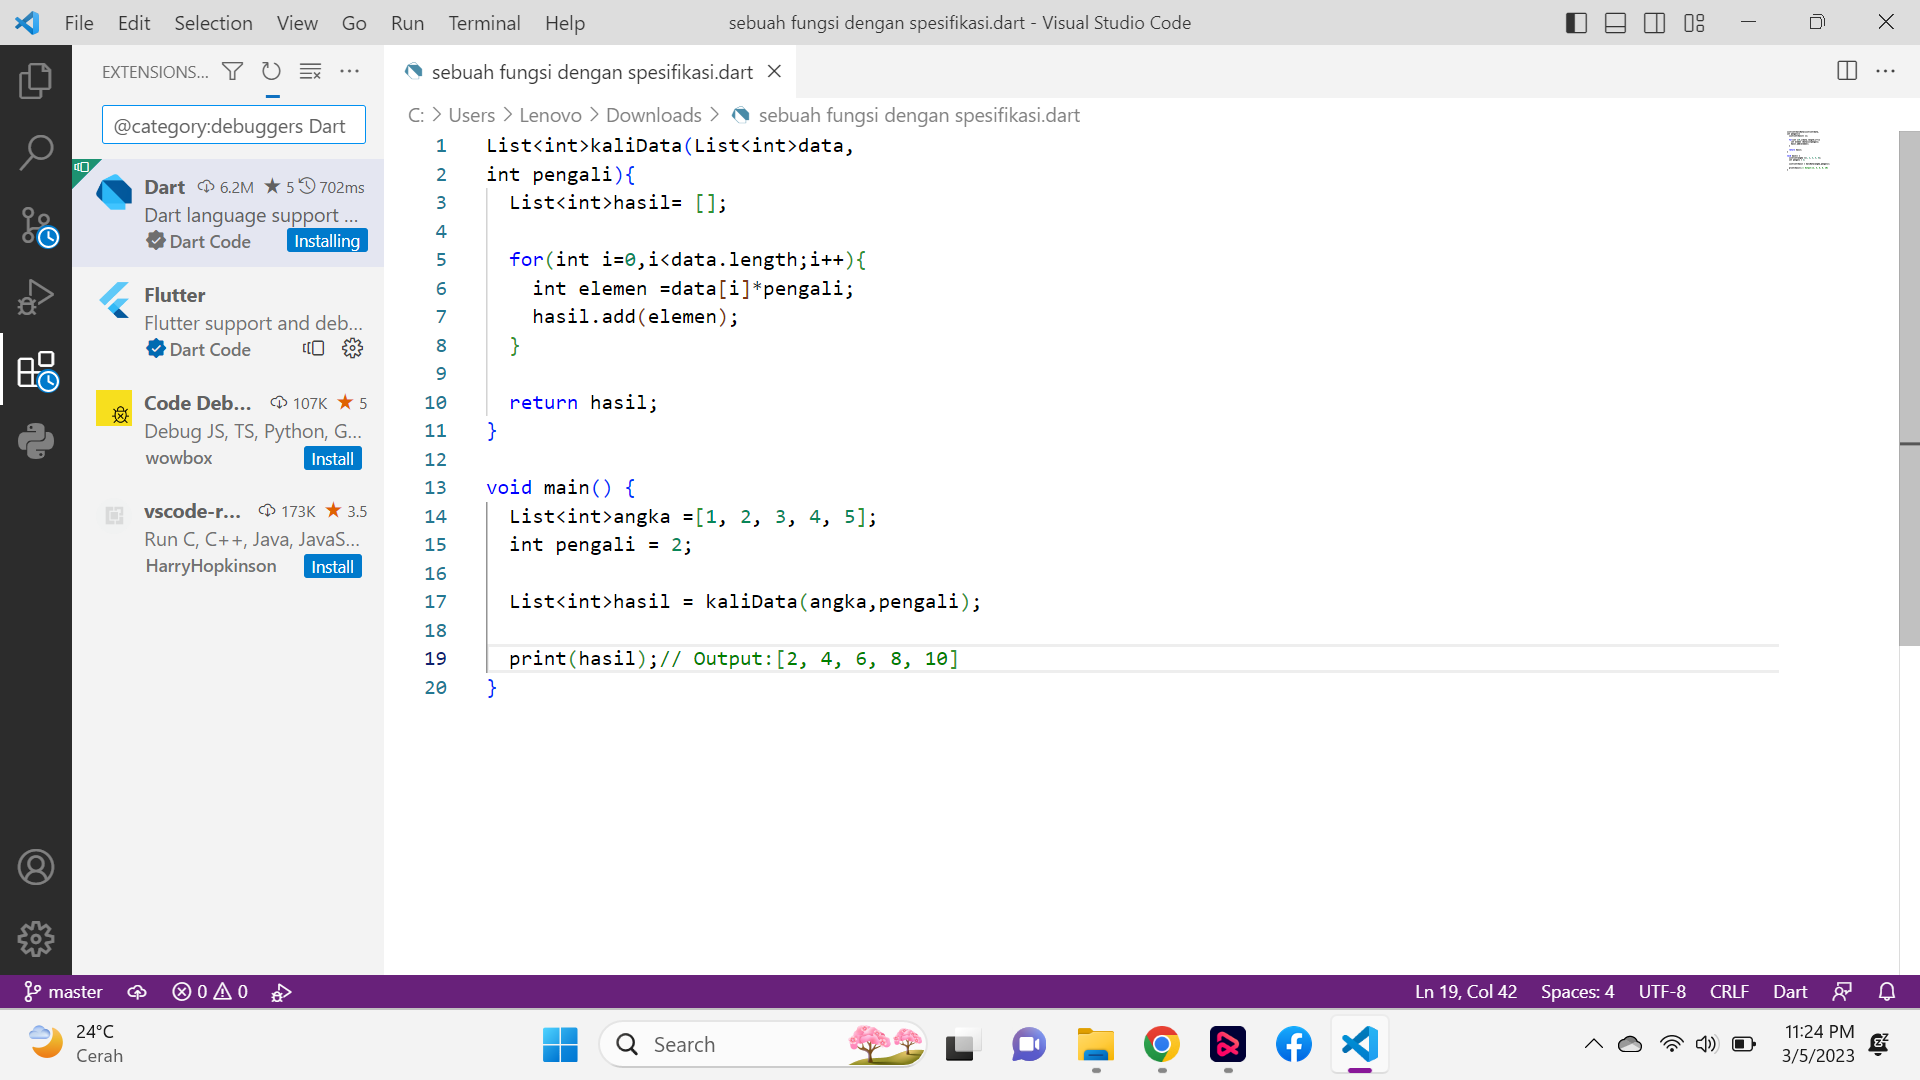 File Edit Selection View Go Run Terminal Help
sebuah fungsi dengan spesifikasi.dart - Visual Studio Code
EXTENSIONS...
@category:debuggers Dart
Dart 6.2M 5 702ms
Dart language support ...
Dart Code Installing
Flutter
Flutter support and deb...
Dart Code
Code Deb... 107K 5
Debug JS, TS, Python, G...
wowbox Install
vscode-r... 173K 3.5
Run C, C++, Java, JavaS...
HarryHopkinson Install
sebuah fungsi dengan spesifikasi.dart
C: > Users > Lenovo > Downloads > sebuah fungsi dengan spesifikasi.dart
1 List<int>kaliData(List<int>data,
2 int pengali){
3 List<int>hasil= [];
4
5 for(int i=0,i<data.length;i++){
6 int elemen =data[i]*pengali;
7 hasil.add(elemen);
8 }
9
10 return hasil;
11 }
12
13 void main() {
14 List<int>angka =[1, 2, 3, 4, 5];
15 int pengali = 2;
16
17 List<int>hasil = kaliData(angka,pengali);
18
19 print(hasil);// Output:[2, 4, 6, 8, 10]
20 }
master 0 0
Ln 19, Col 42 Spaces: 4 UTF-8 CRLF Dart
24°C
Cerah
Search
11:24 PM
3/5/2023